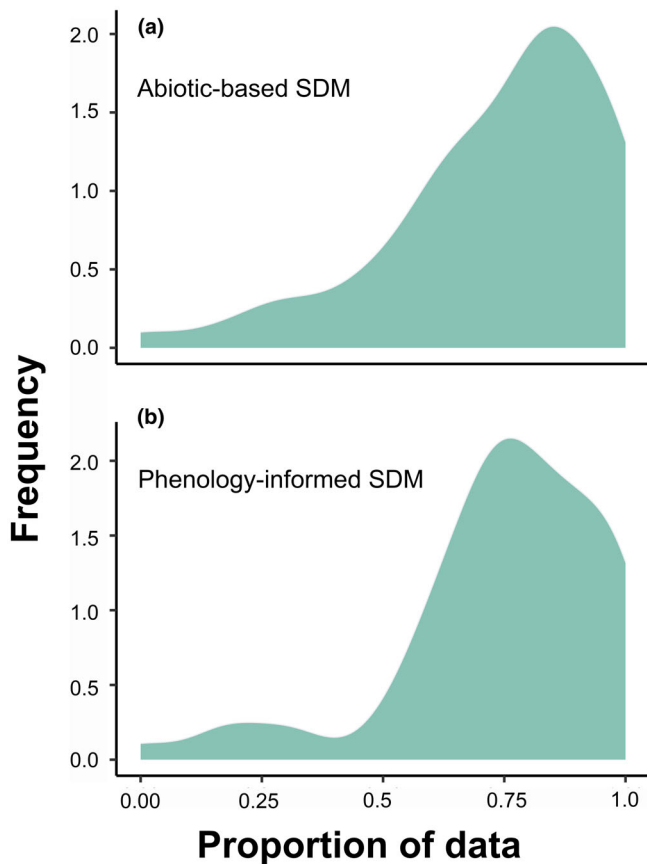 (a)
Abiotic-based SDM
2.0
1.5
1.0
0.5
0.0
Frequency
(b)
Phenology-informed SDM
2.0
1.5
1.0
0.5
0.0
0.00 0.25 0.5 0.75 1.0
Proportion of data